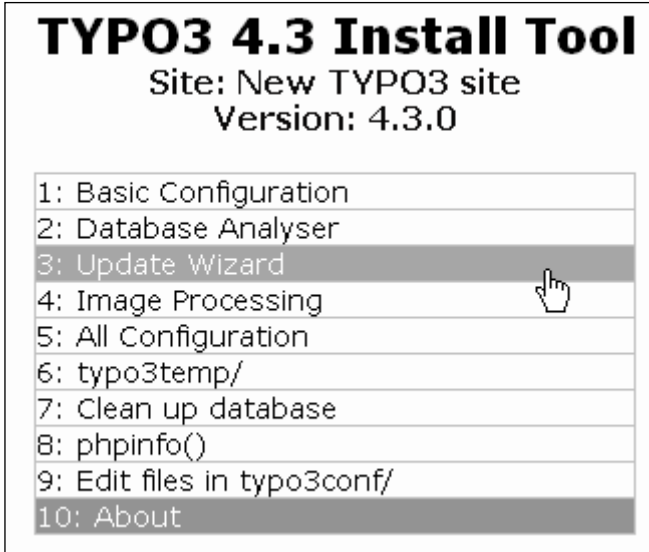 TYPO3 4.3 Install Tool
Site: New TYPO3 site
Version: 4.3.0
1: Basic Configuration
2: Database Analyser
3: Update Wizard
4: Image Processing
5: All Configuration
6: typo3temp/
7: Clean up database
8: phpinfo()
9: Edit files in typo3conf/
10: About